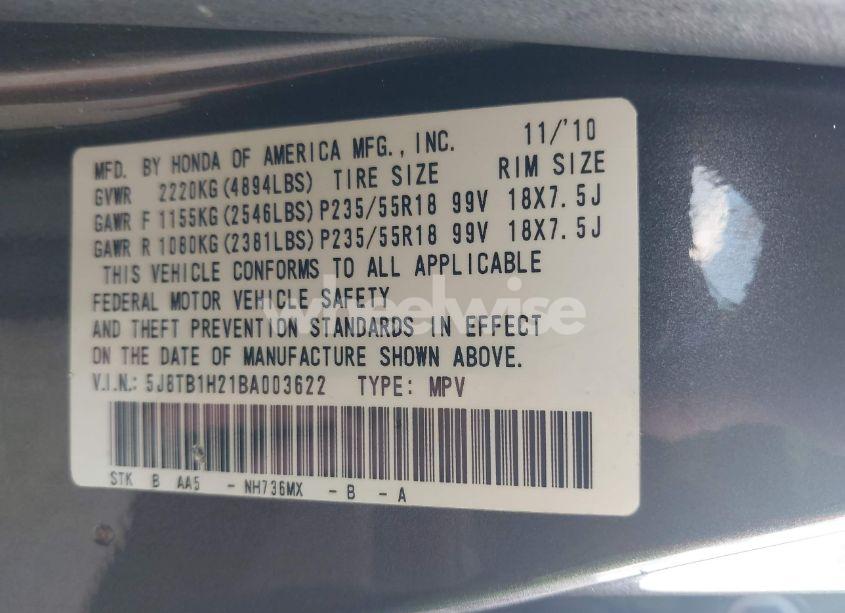 MFD. BY HONDA OF AMERICA MFG., INC. 11/'10
GVWR 2220KG(4894LBS) TIRE SIZE RIM SIZE
GAWR F 1155KG(2546LBS) P235/55R18 99V 18X7.5J
GAWR R 1080KG(2381LBS) P235/55R18 99V 18X7.5J
THIS VEHICLE CONFORMS TO ALL APPLICABLE
FEDERAL MOTOR VEHICLE SAFETY
AND THEFT PREVENTION STANDARDS IN EFFECT
ON THE DATE OF MANUFACTURE SHOWN ABOVE.
V.I.N.: 5J8TB1H21BA003622 TYPE: MPV
STK B AA5 - NH736MX - B - A
wheelwise